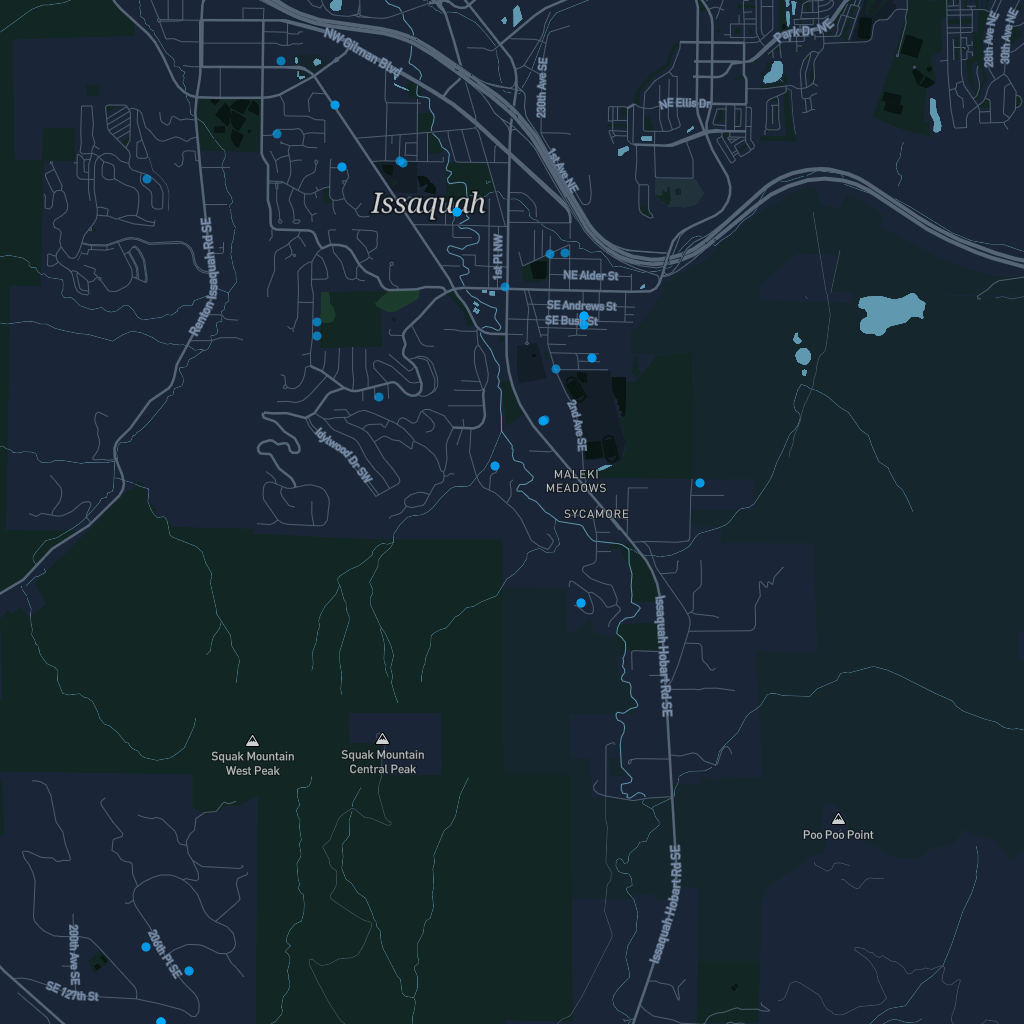 NW Gilman Blvd
Park Dr NE
28th Ave NE
30th Ave NE
230th Ave SE
NE Ellis Dr
1st Ave NE
Issaquah
Renton Issaquah Rd SE
1st Pl NW
NE Alder St
SE Andrews St
SE Bush St
2nd Ave SE
Idylwood Dr SW
MALEKI
MEADOWS
SYCAMORE
Issaquah Hobart Rd SE
Squak Mountain
West Peak
Squak Mountain
Central Peak
Poo Poo Point
Issaquah Hobart Rd SE
200th Ave SE
206th Pl SE
SE 127th St